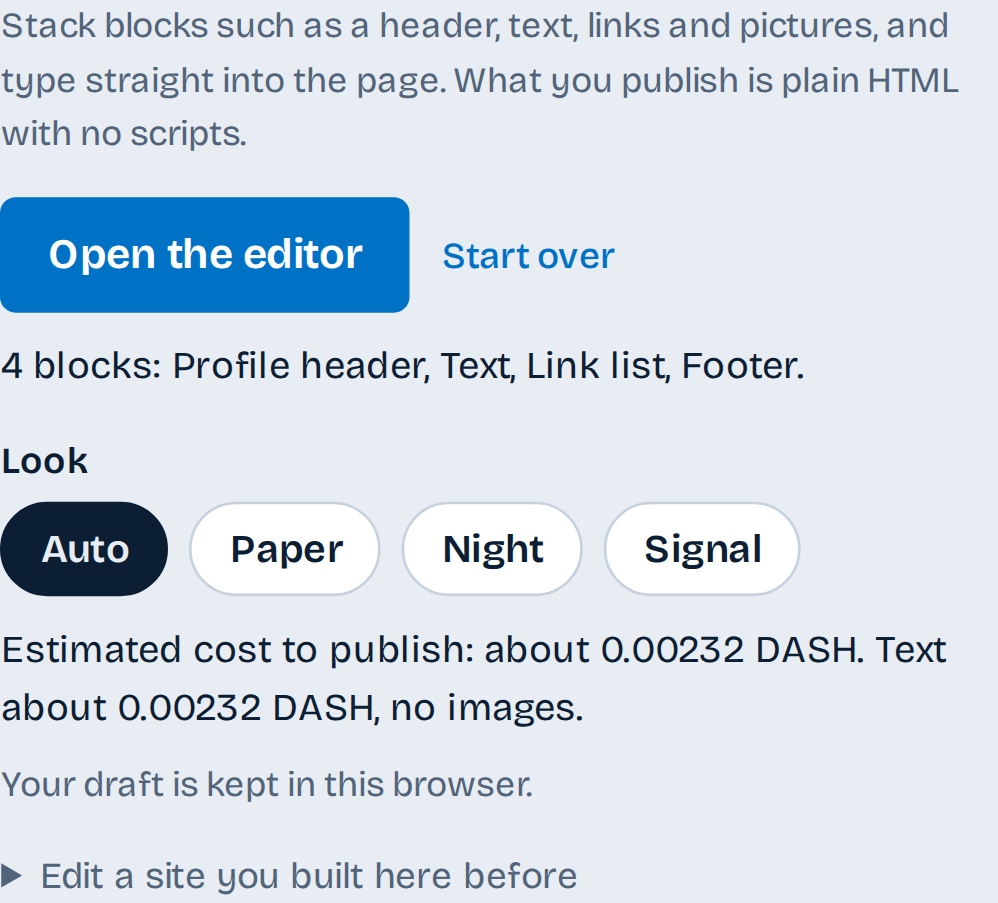 Stack blocks such as a header, text, links and pictures, and
type straight into the page. What you publish is plain HTML
with no scripts.
Open the editor Start over
4 blocks: Profile header, Text, Link list, Footer.
Look
Auto Paper Night Signal
Estimated cost to publish: about 0.00232 DASH. Text
about 0.00232 DASH, no images.
Your draft is kept in this browser.
▶ Edit a site you built here before